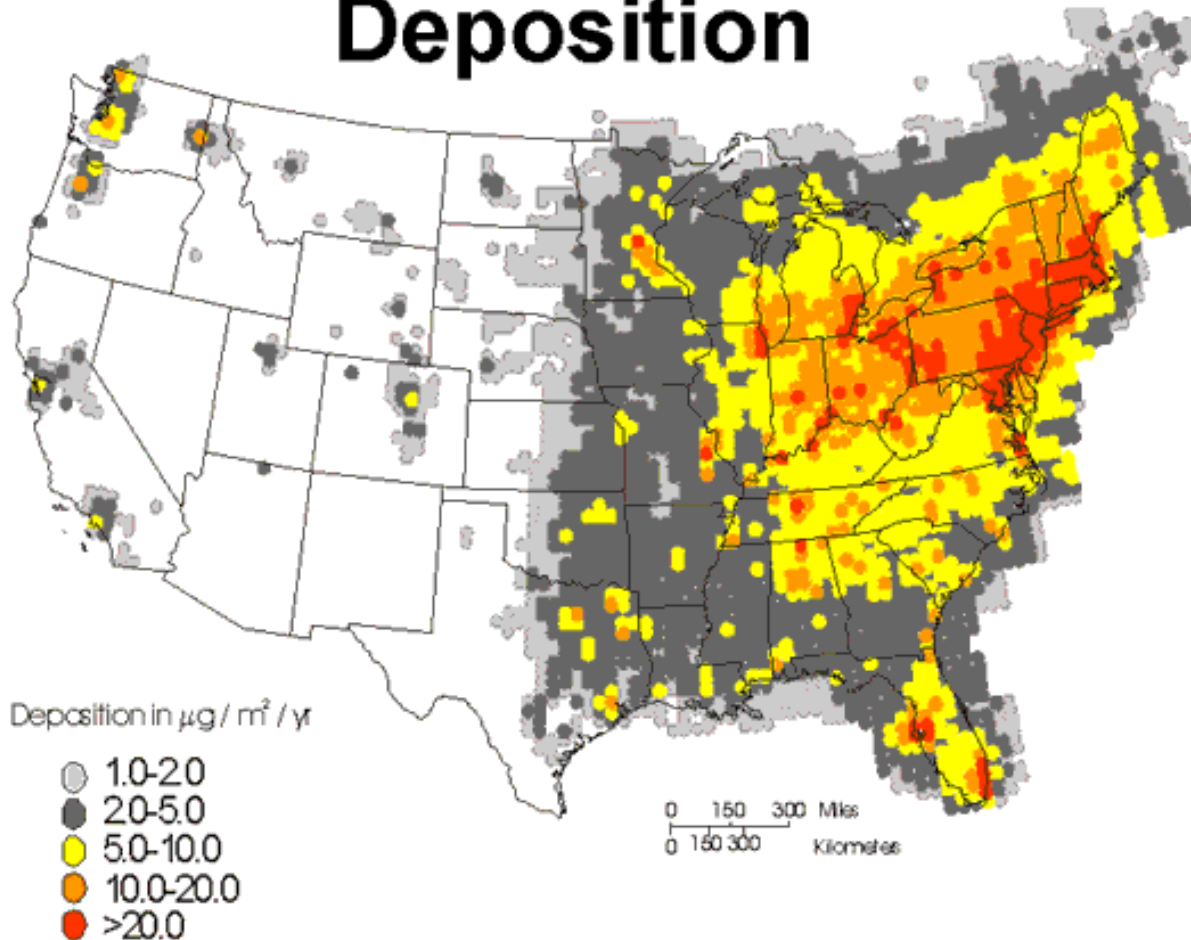 Deposition
Deposition in µg / m² / yr
1.0-2.0
2.0-5.0
5.0-10.0
10.0-20.0
>20.0
0 150 300 Miles
0 150 300 Kilometers